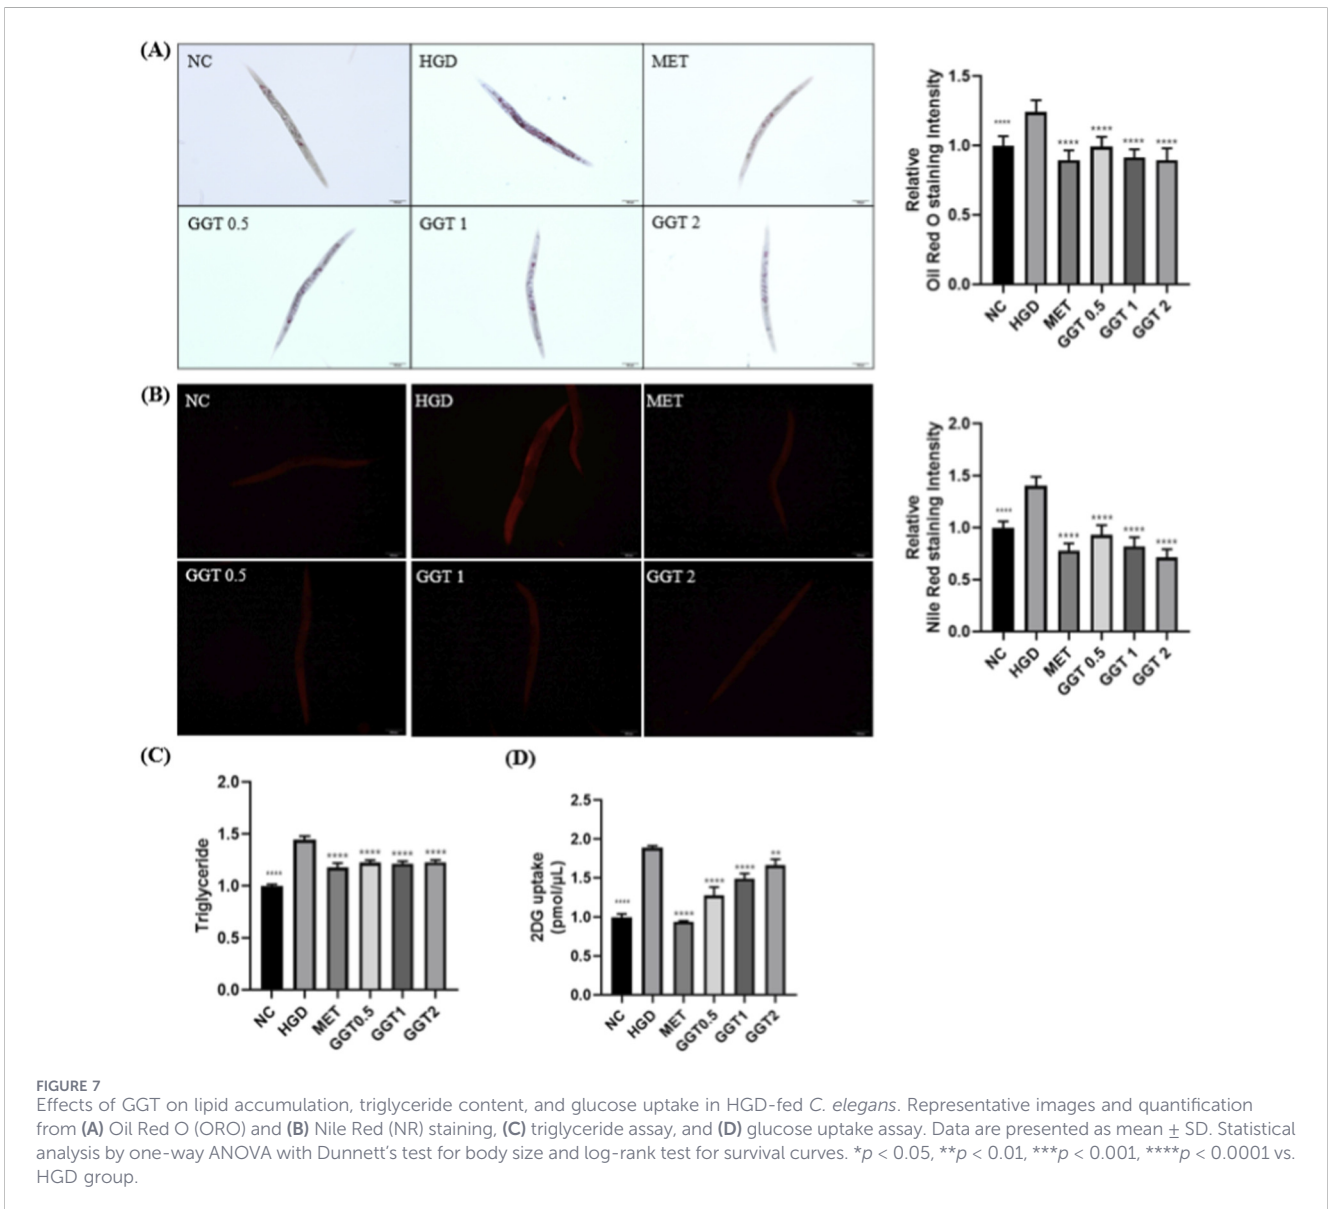 (A)
NC
HGD
MET
GGT 0.5
GGT 1
GGT 2
Relative
Oil Red O staining Intensity
1.5
1.0
0.5
0.0
****
****
****
****
****
NC
HGD
MET
GGT 0.5
GGT 1
GGT 2
(B)
NC
HGD
MET
GGT 0.5
GGT 1
GGT 2
Relative
Nile Red staining Intensity
2.0
1.5
1.0
0.5
0.0
****
****
****
****
****
NC
HGD
MET
GGT 0.5
GGT 1
GGT 2
(C)
Triglyceride
2.0
1.5
1.0
0.5
0.0
****
****
****
****
****
NC
HGD
MET
GGT0.5
GGT1
GGT2
(D)
2DG uptake
(pmol/µL)
2.5
2.0
1.5
1.0
0.5
0.0
****
****
****
****
**
NC
HGD
MET
GGT0.5
GGT1
GGT2
FIGURE 7
Effects of GGT on lipid accumulation, triglyceride content, and glucose uptake in HGD-fed C. elegans. Representative images and quantification
from (A) Oil Red O (ORO) and (B) Nile Red (NR) staining, (C) triglyceride assay, and (D) glucose uptake assay. Data are presented as mean ± SD. Statistical
analysis by one-way ANOVA with Dunnett's test for body size and log-rank test for survival curves. *p < 0.05, **p < 0.01, ***p < 0.001, ****p < 0.0001 vs.
HGD group.